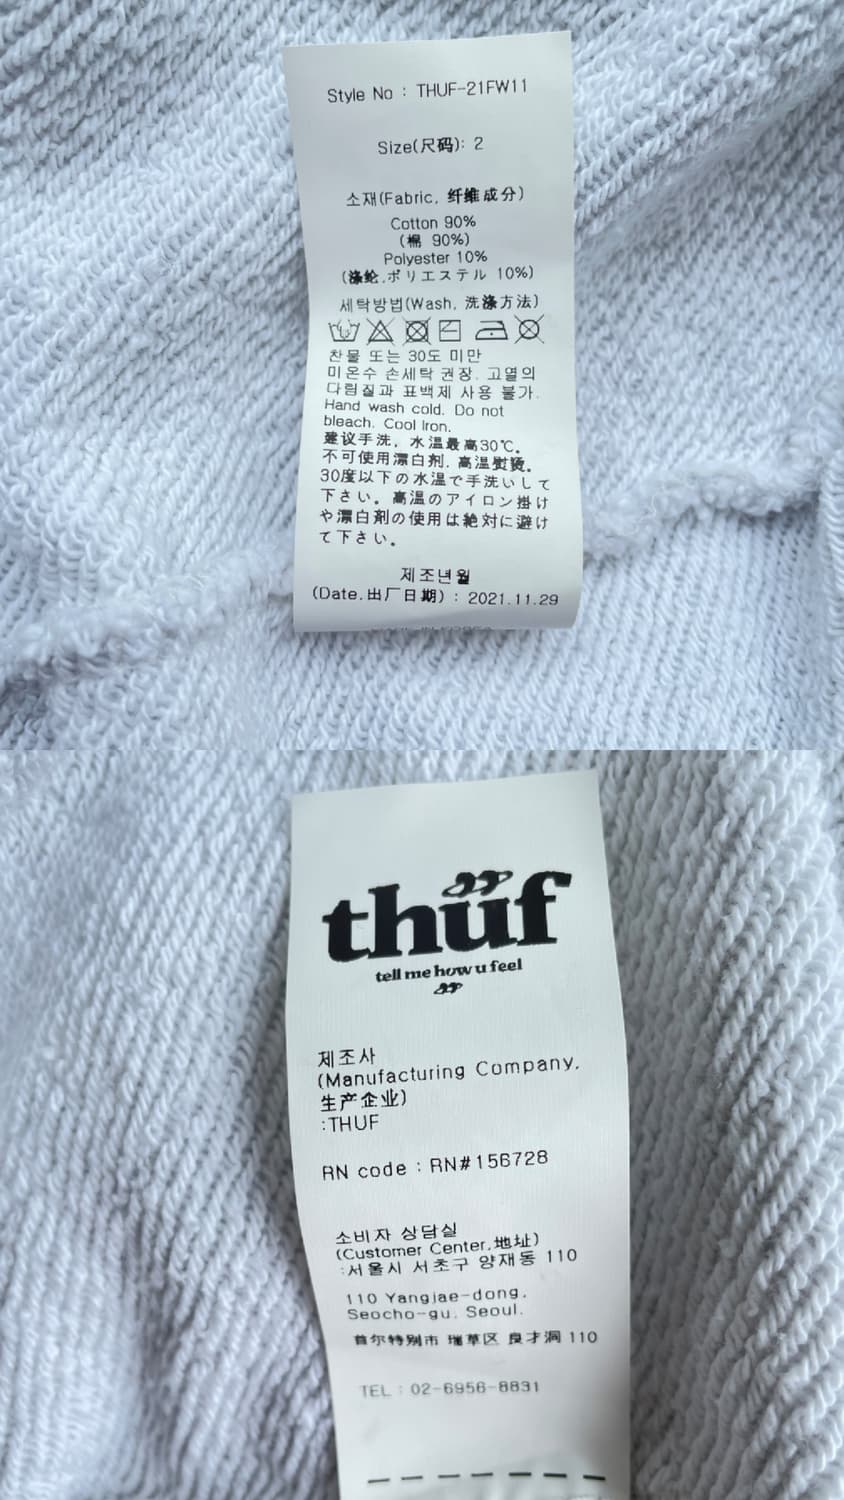 Style No : THUF-21FW11
Size(尺码): 2
소재(Fabric, 纤维成分)
Cotton 90%
(棉 90%)
Polyester 10%
(涤纶,ポリエステル 10%)
세탁방법(Wash, 洗涤方法)
찬물 또는 30도 미만
미온수 손세탁 권장. 고열의
다림질과 표백제 사용 불가.
Hand wash cold. Do not
bleach. Cool Iron.
建议手洗, 水温最高30℃。
不可使用漂白剂, 高温熨烫。
30度以下の水温で手洗いして
下さい。高温のアイロン掛け
や漂白剤の使用は絶対に避け
て下さい。
제조년월
(Date,出厂日期) : 2021.11.29
thüf
tell me how u feel
제조사
(Manufacturing Company,
生产企业)
:THUF
RN code : RN#156728
소비자 상담실
(Customer Center,地址)
:서울시 서초구 양재동 110
110 Yangjae-dong,
Seocho-gu, Seoul.
首尔特别市 瑞草区 良才洞 110
TEL : 02-6956-8831